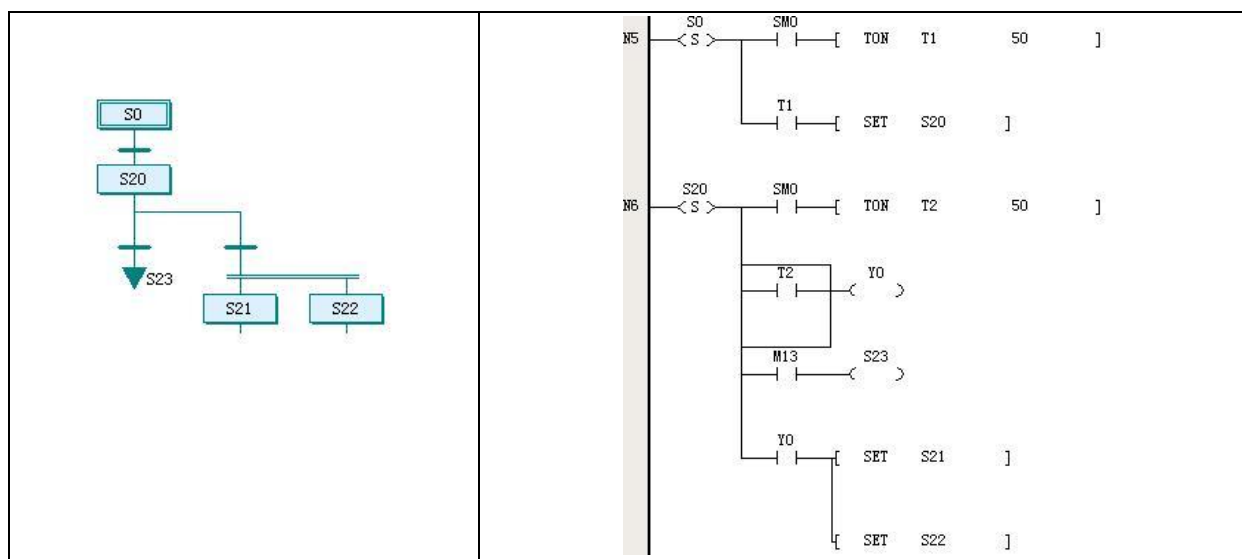 S0
S20
S23
S21 S22
S0 SM0
N5 S TON T1 50
T1
SET S20
S20 SM0
N6 S TON T2 50
T2 Y0
M13 S23
Y0
SET S21
SET S22